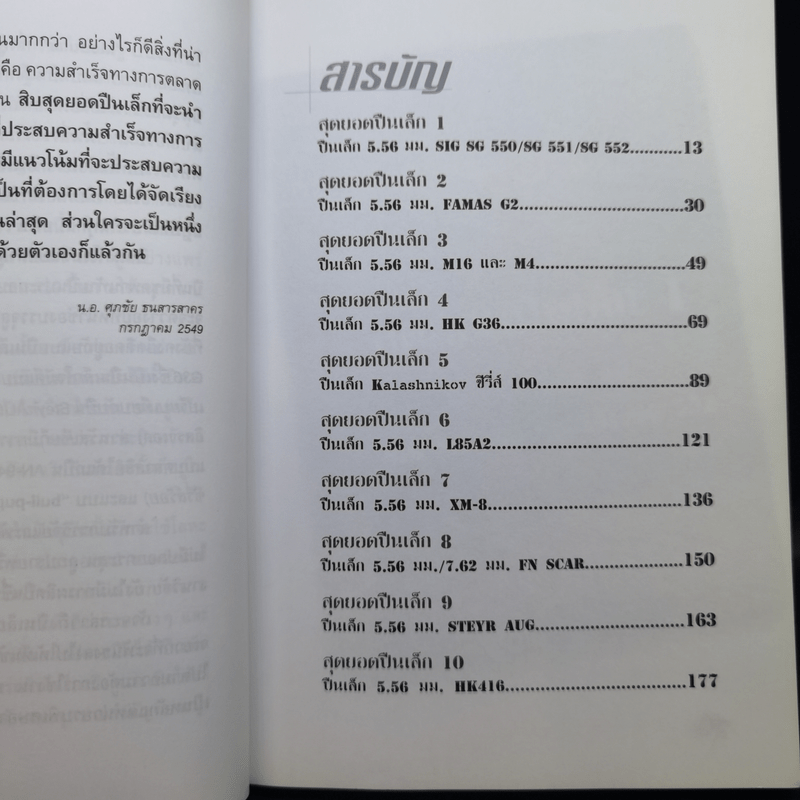 นมากกว่า อย่างไรก็ดีสิ่งที่น่า
คือ ความสำเร็จทางการตลาด
น สิบสุดยอดปืนเล็กที่จะนำ
ประสบความสำเร็จทางการ
มีแนวโน้มที่จะประสบความ
ป็นที่ต้องการโดยได้จัดเรียง
นล่าสุด ส่วนใครจะเป็นหนึ่ง
ด้วยตัวเองก็แล้วกัน
น.อ. ศุภชัย ธนสารสาคร
กรกฎาคม 2549
สารบัญ
สุดยอดปืนเล็ก 1
ปืนเล็ก 5.56 มม. SIG SG 550/SG 551/SG 552...........13
สุดยอดปืนเล็ก 2
ปืนเล็ก 5.56 มม. FAMAS G2.................................30
สุดยอดปืนเล็ก 3
ปืนเล็ก 5.56 มม. M16 และ M4..............................49
สุดยอดปืนเล็ก 4
ปืนเล็ก 5.56 มม. HK G36.....................................69
สุดยอดปืนเล็ก 5
ปืนเล็ก Kalashnikov ซีรี่ส์ 100..............................89
สุดยอดปืนเล็ก 6
ปืนเล็ก 5.56 มม. L85A2......................................121
สุดยอดปืนเล็ก 7
ปืนเล็ก 5.56 มม. XM-8.......................................136
สุดยอดปืนเล็ก 8
ปืนเล็ก 5.56 มม./7.62 มม. FN SCAR...................150
สุดยอดปืนเล็ก 9
ปืนเล็ก 5.56 มม. STEYR AUG..............................163
สุดยอดปืนเล็ก 10
ปืนเล็ก 5.56 มม. HK416.....................................177